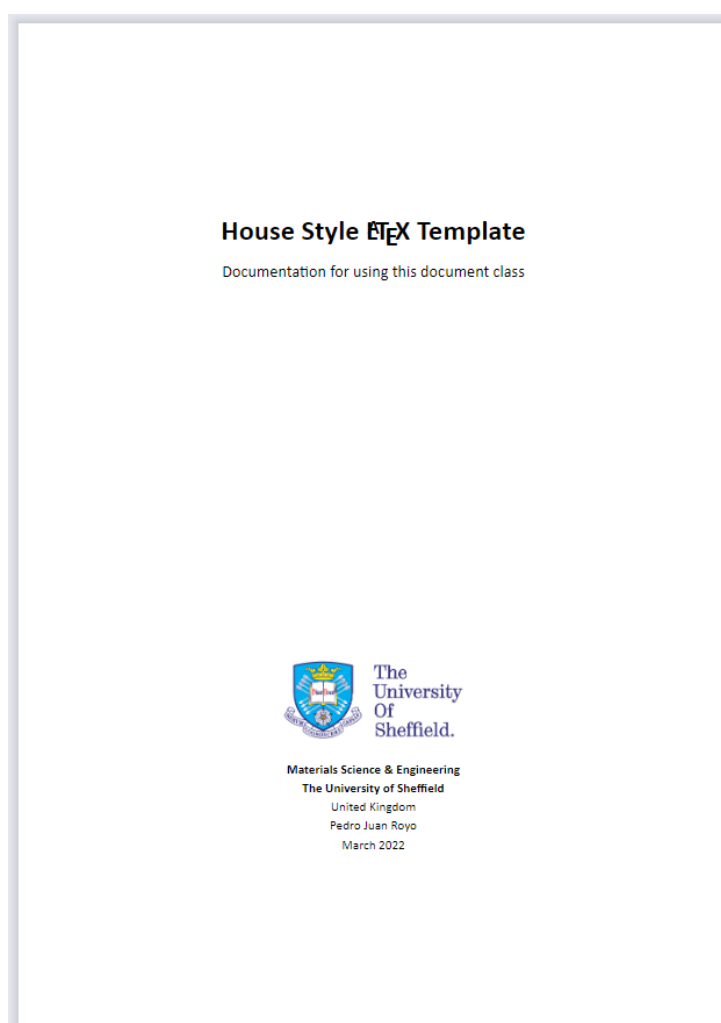 House Style LATEX Template
Documentation for using this document class
The
University
Of
Sheffield.
Materials Science & Engineering
The University of Sheffield
United Kingdom
Pedro Juan Royo
March 2022